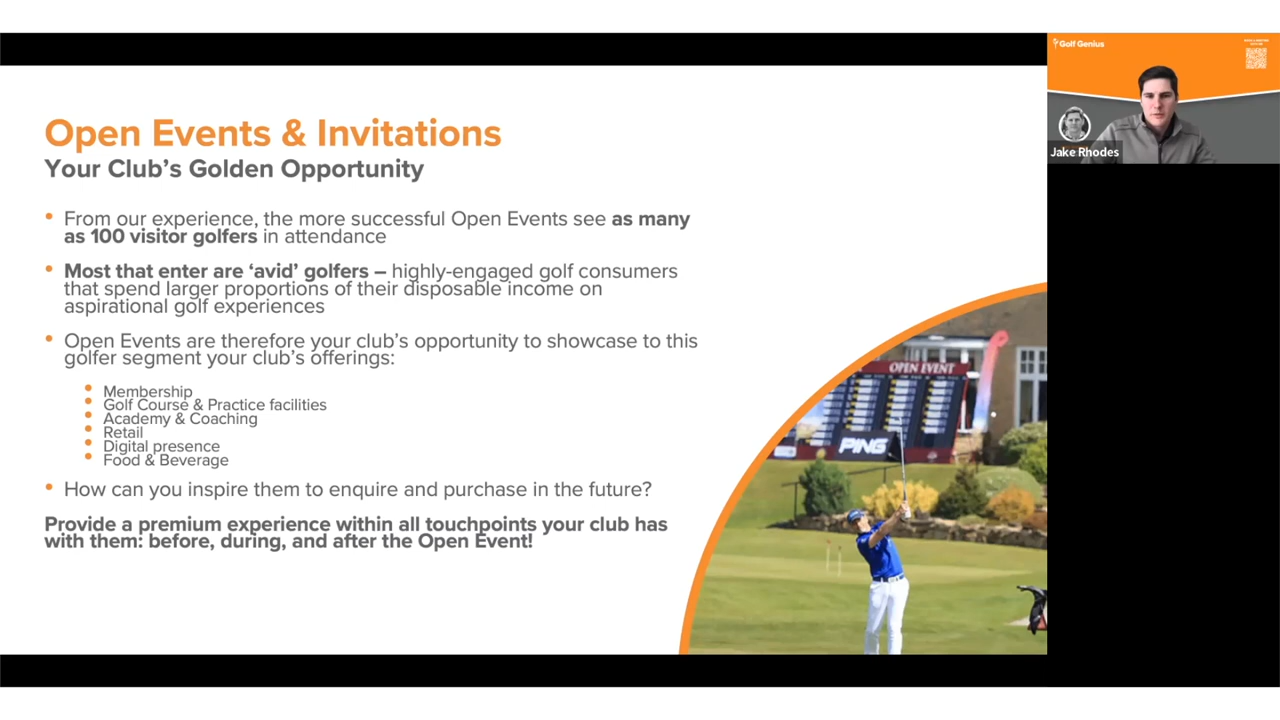 Open Events & Invitations
Your Club's Golden Opportunity
• From our experience, the more successful Open Events see as many
as 100 visitor golfers in attendance
• Most that enter are ‘avid’ golfers – highly-engaged golf consumers
that spend larger proportions of their disposable income on
aspirational golf experiences
• Open Events are therefore your club’s opportunity to showcase to this
golfer segment your club’s offerings:
• Membership
• Golf Course & Practice facilities
• Academy & Coaching
• Retail
• Digital presence
• Food & Beverage
• How can you inspire them to enquire and purchase in the future?
Provide a premium experience within all touchpoints your club has
with them: before, during, and after the Open Event!
OPEN EVENT
PING
Golf Genius
Jake Rhodes